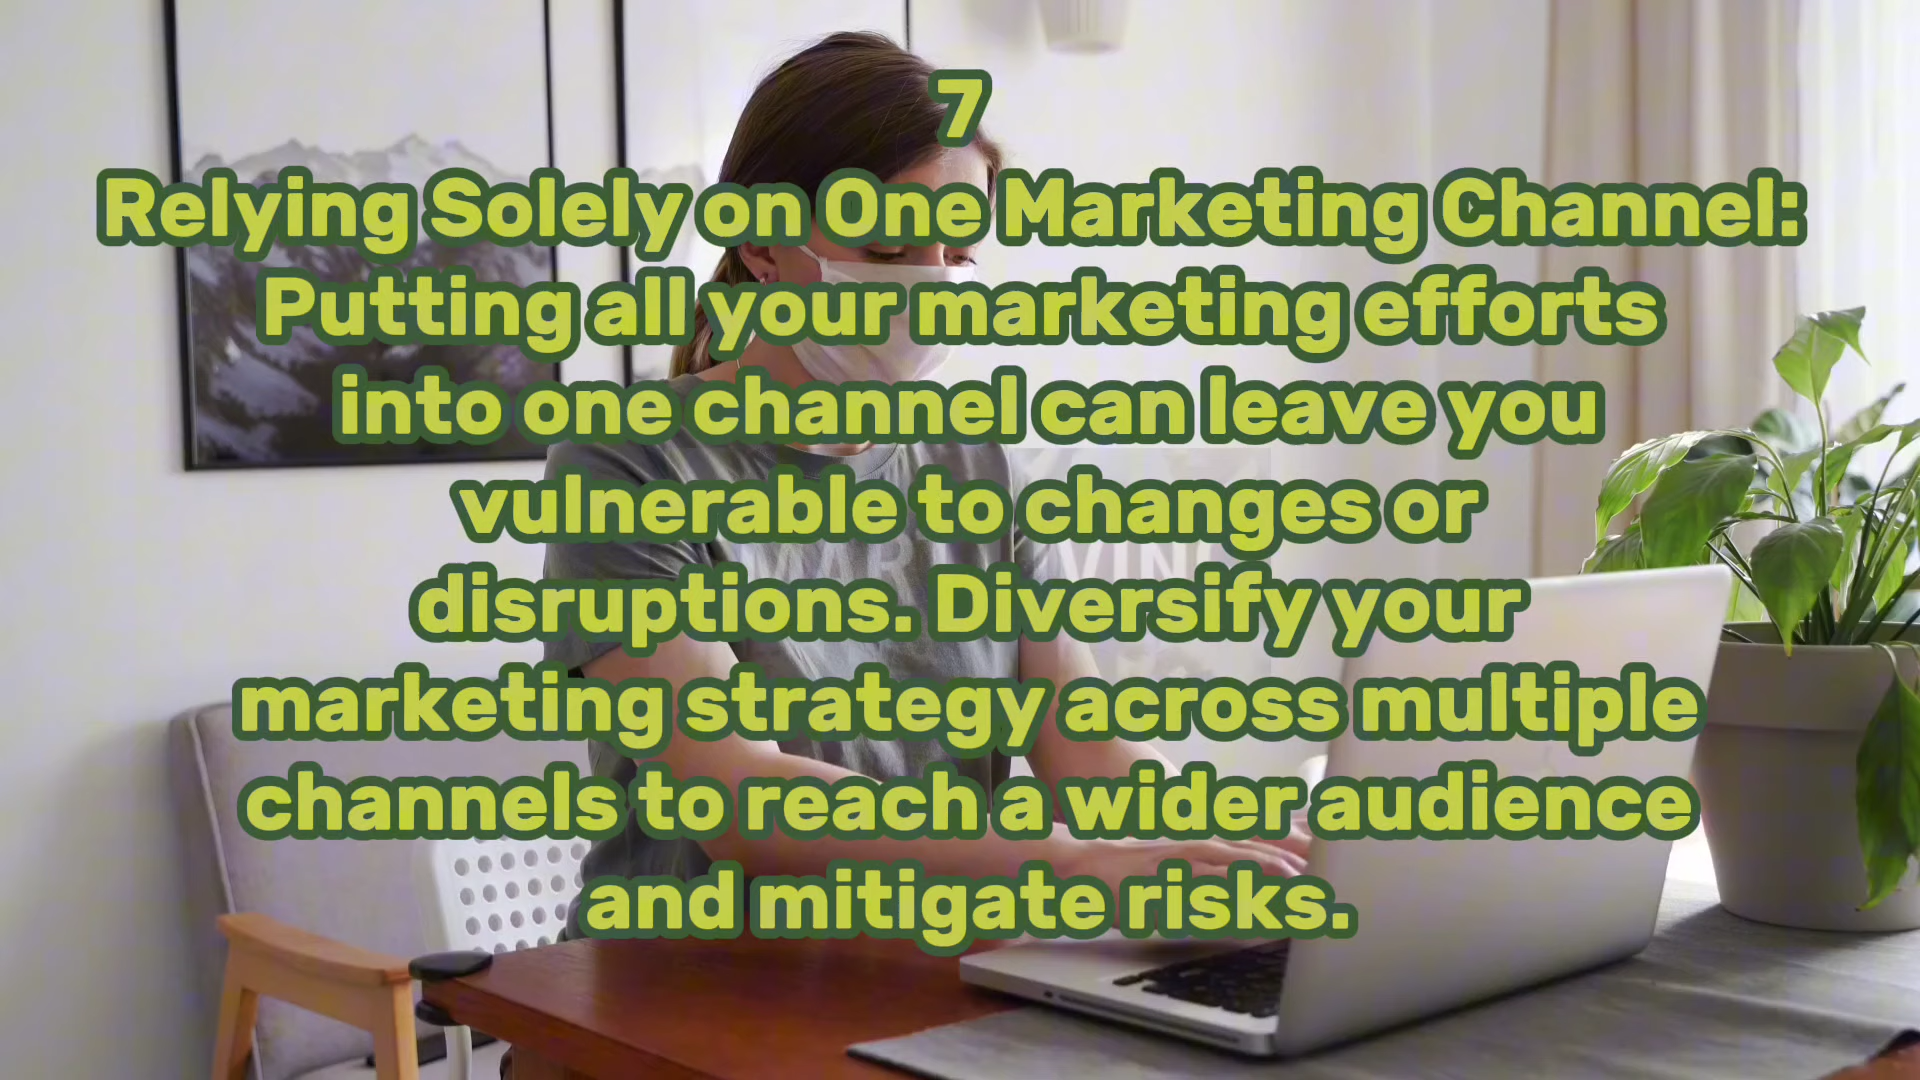 7
Relying Solely on One Marketing Channel:
Putting all your marketing efforts
into one channel can leave you
vulnerable to changes or
disruptions. Diversify your
marketing strategy across multiple
channels to reach a wider audience
and mitigate risks.